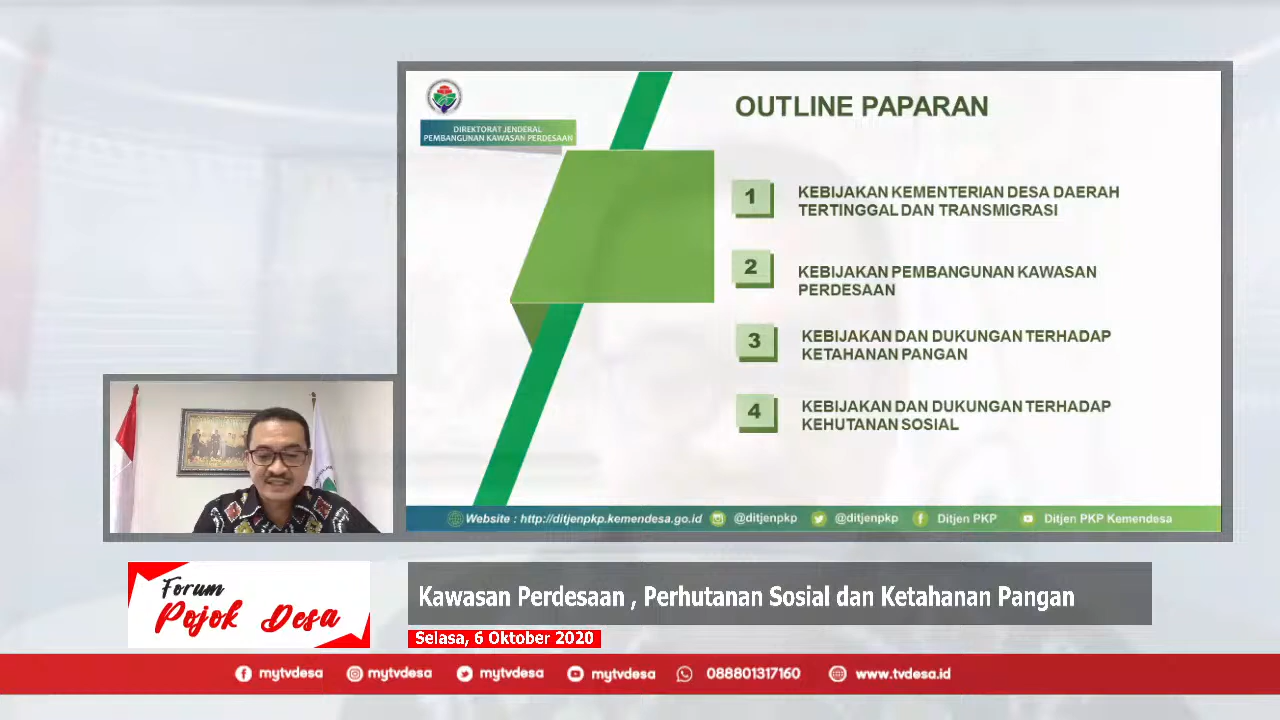 DIREKTORAT JENDERAL
PEMBANGUNAN KAWASAN PERDESAAN
OUTLINE PAPARAN
1
KEBIJAKAN KEMENTERIAN DESA DAERAH
TERTINGGAL DAN TRANSMIGRASI
2
KEBIJAKAN PEMBANGUNAN KAWASAN
PERDESAAN
3
KEBIJAKAN DAN DUKUNGAN TERHADAP
KETAHANAN PANGAN
4
KEBIJAKAN DAN DUKUNGAN TERHADAP
KEHUTANAN SOSIAL
Website : http://ditjenpkp.kemendesa.go.id @ditjenpkp @ditjenpkp Ditjen PKP Ditjen PKP Kemendesa
Forum
Pojok Desa
Kawasan Perdesaan , Perhutanan Sosial dan Ketahanan Pangan
Selasa, 6 Oktober 2020
mytvdesa mytvdesa mytvdesa mytvdesa 088801317160 www.tvdesa.id